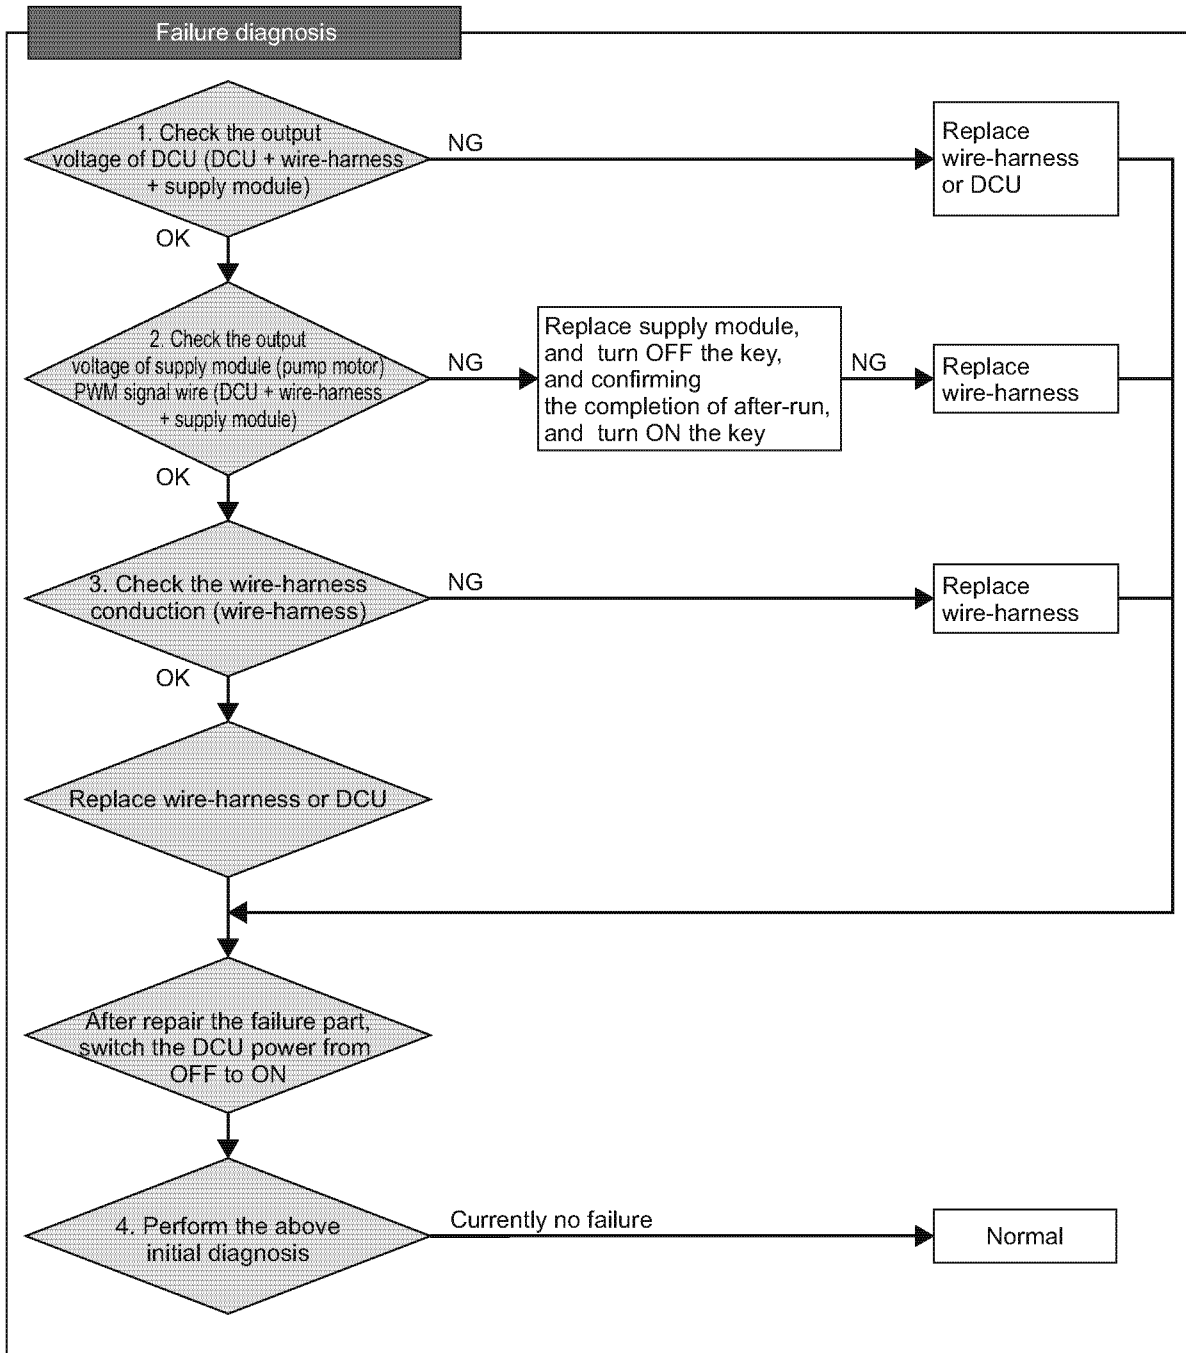 Failure diagnosis
1. Check the output
voltage of DCU (DCU + wire-harness
+ supply module)
NG
Replace
wire-harness
or DCU
OK
2. Check the output
voltage of supply module (pump motor)
PWM signal wire (DCU + wire-harness
+ supply module)
NG
Replace supply module,
and turn OFF the key,
and confirming
the completion of after-run,
and turn ON the key
NG
Replace
wire-harness
OK
3. Check the wire-harness
conduction (wire-harness)
NG
Replace
wire-harness
OK
Replace wire-harness or DCU
After repair the failure part,
switch the DCU power from
OFF to ON
4. Perform the above
initial diagnosis
Currently no failure
Normal